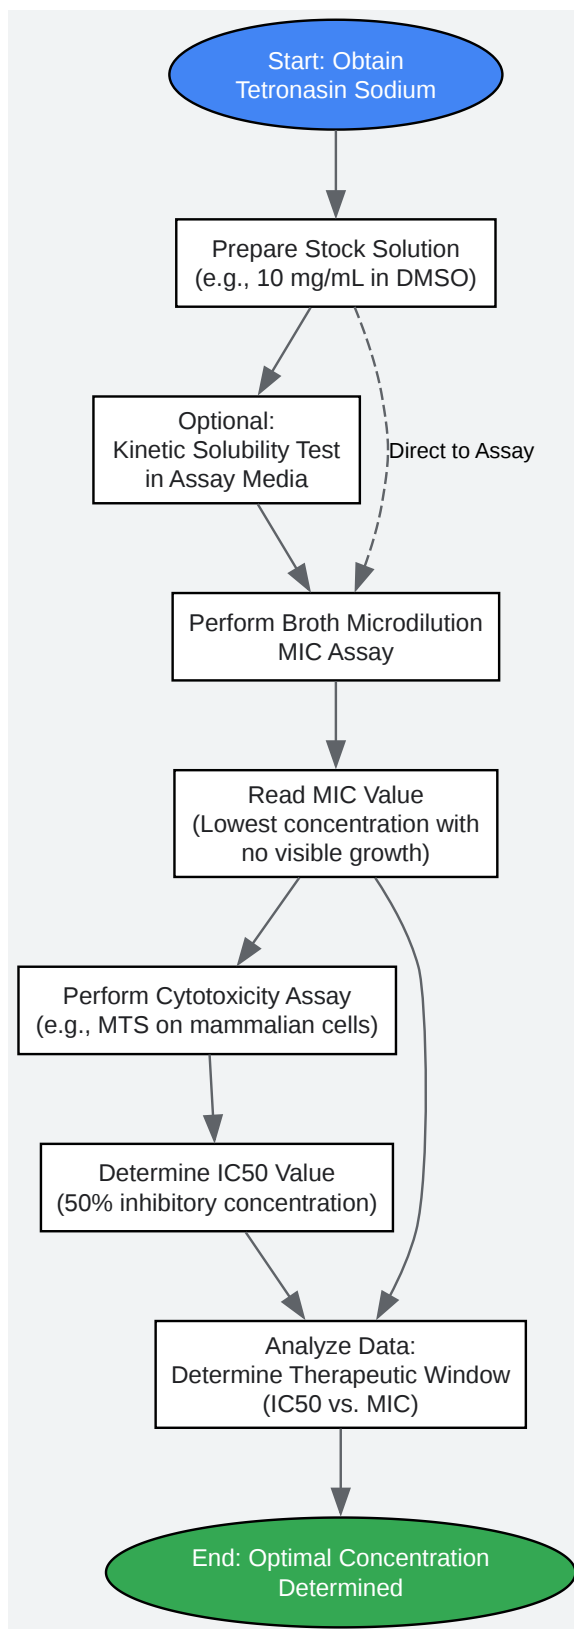 Start: Obtain
Tetronasin Sodium
Prepare Stock Solution
(e.g., 10 mg/mL in DMSO)
Optional:
Kinetic Solubility Test
in Assay Media
Direct to Assay
Perform Broth Microdilution
MIC Assay
Read MIC Value
(Lowest concentration with
no visible growth)
Perform Cytotoxicity Assay
(e.g., MTS on mammalian cells)
Determine IC50 Value
(50% inhibitory concentration)
Analyze Data:
Determine Therapeutic Window
(IC50 vs. MIC)
End: Optimal Concentration
Determined